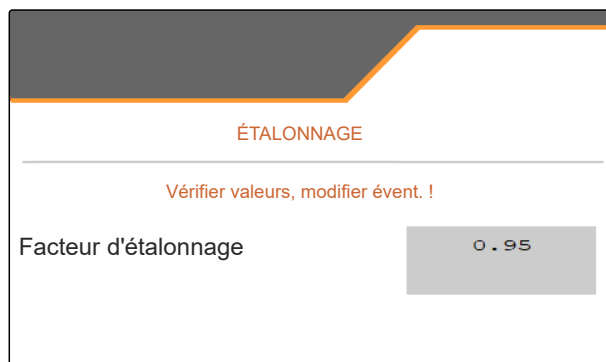 ÉTALONNAGE
Vérifier valeurs, modifier évent. !
Facteur d'étalonnage 0.95